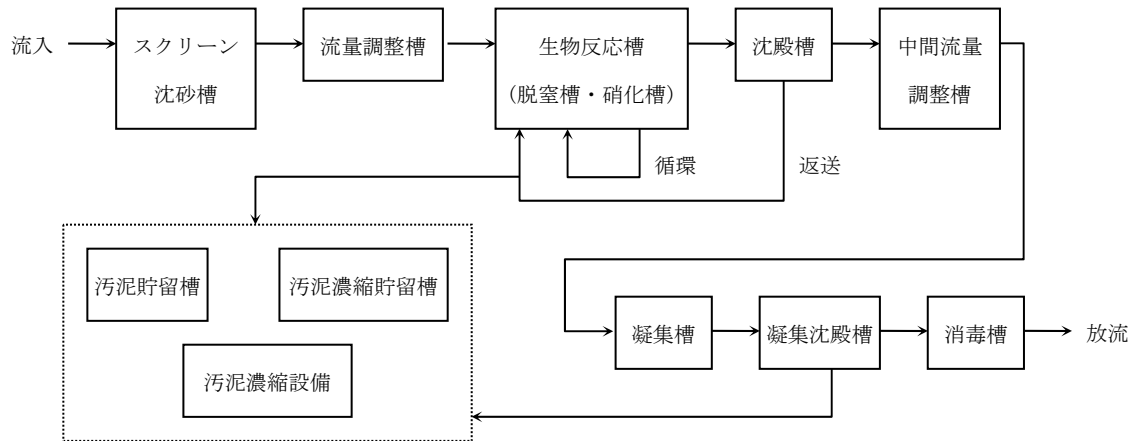 流入
スクリーン
沈砂槽
流量調整槽
生物反応槽
（脱窒槽・硝化槽）
沈殿槽
中間流量
調整槽
循環
返送
汚泥貯留槽
汚泥濃縮貯留槽
汚泥濃縮設備
凝集槽
凝集沈殿槽
消毒槽
放流